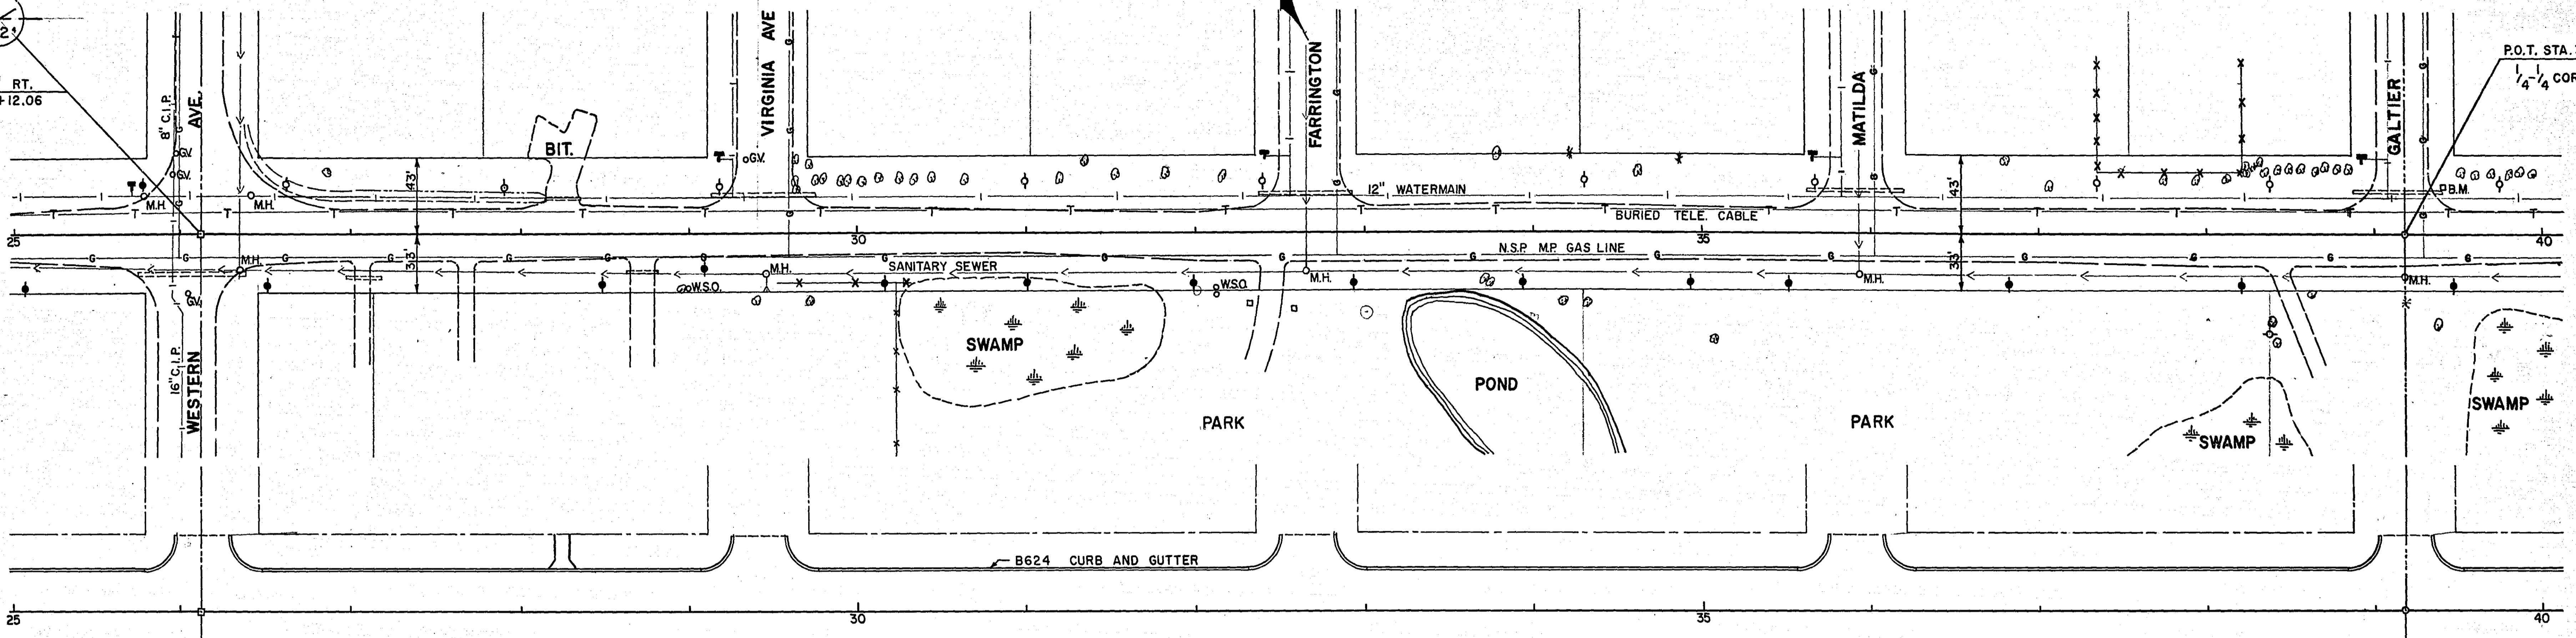 2
RT.
+12.06
8" C.I.P.
AVE.
VIRGINIA AVE
FARRINGTON
MATILDA
GALTIER
P.O.T. STA.
1/4-1/4 COR
BIT.
G.V.
G.V.
G.V.
M.H.
M.H.
43'
12" WATERMAIN
43'
B.M.
BURIED TELE. CABLE
25
30
35
40
M.H.
33'
SANITARY SEWER
M.H.
N.S.P. M.P. GAS LINE
33'
W.S.O.
W.S.O.
M.H.
M.H.
M.H.
G.V.
16" C.I.P.
WESTERN
SWAMP
POND
PARK
PARK
SWAMP
SWAMP
B624 CURB AND GUTTER
25
30
35
40